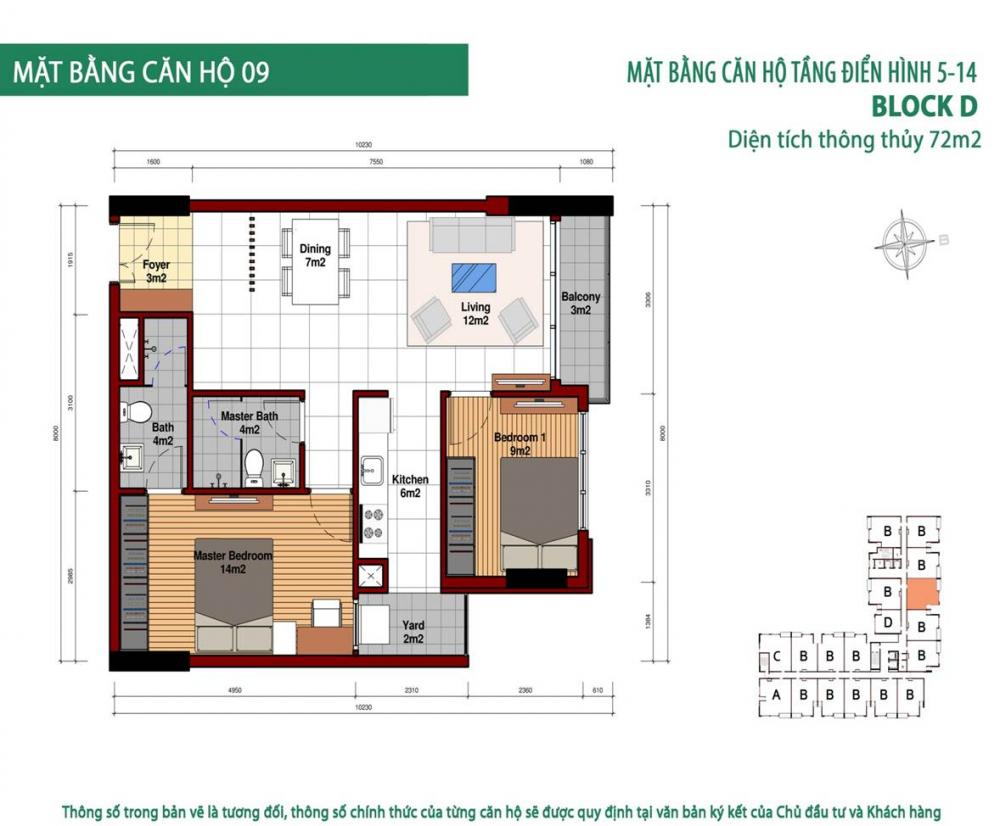 MẶT BẰNG CĂN HỘ 09
MẶT BẰNG CĂN HỘ TẦNG ĐIỂN HÌNH 5-14
BLOCK D
Diện tích thông thủy 72m2
10230
1600 7550 1080
B
Foyer
3m2
Dining
7m2
Living
12m2
Balcony
3m2
1915
3306
3100
8000
8000
Bath
4m2
Master Bath
4m2
Bedroom 1
9m2
Kitchen
6m2
3310
Master Bedroom
14m2
2985
Yard
2m2
1384
4950 2310 2360 610
10230
B B
B
B
D B
C B B B B
A B B B B B
Thông số trong bản vẽ là tương đối, thông số chính thức của từng căn hộ sẽ được quy định tại văn bản ký kết của Chủ đầu tư và Khách hàng